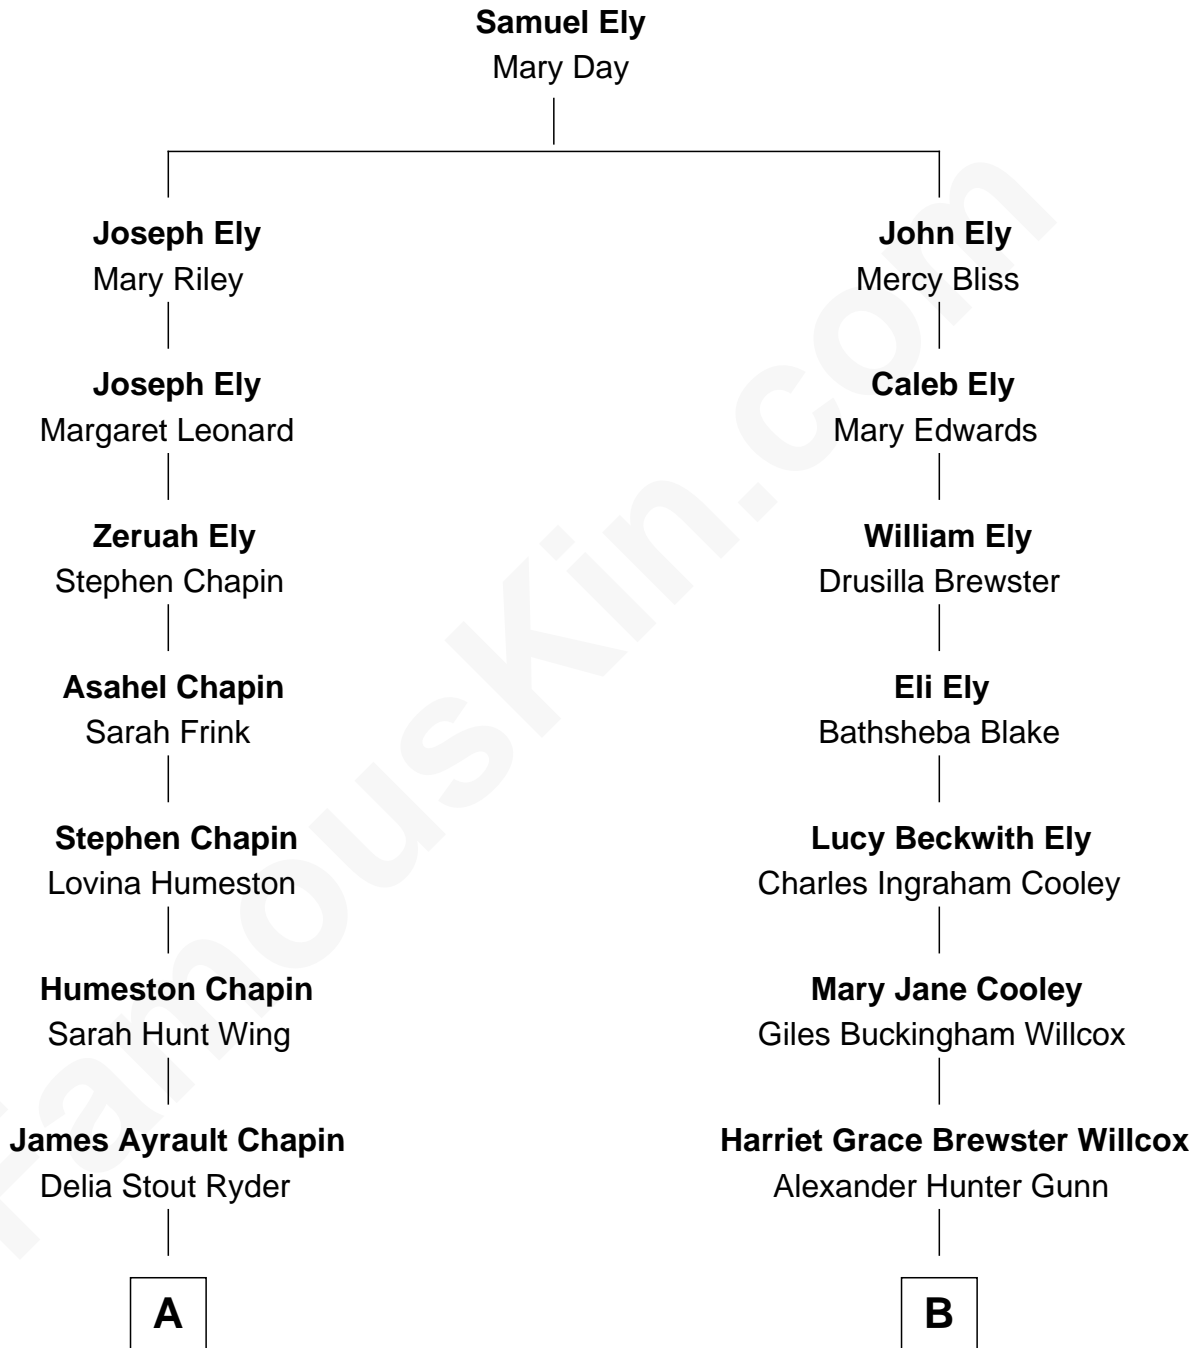 Samuel Ely
Mary Day
Joseph Ely
Mary Riley
John Ely
Mercy Bliss
Joseph Ely
Margaret Leonard
Caleb Ely
Mary Edwards
Zeruah Ely
Stephen Chapin
William Ely
Drusilla Brewster
Asahel Chapin
Sarah Frink
Eli Ely
Bathsheba Blake
Stephen Chapin
Lovina Humeston
Lucy Beckwith Ely
Charles Ingraham Cooley
Humeston Chapin
Sarah Hunt Wing
Mary Jane Cooley
Giles Buckingham Willcox
James Ayrault Chapin
Delia Stout Ryder
Harriet Grace Brewster Willcox
Alexander Hunter Gunn
A
B
FamousKin.com